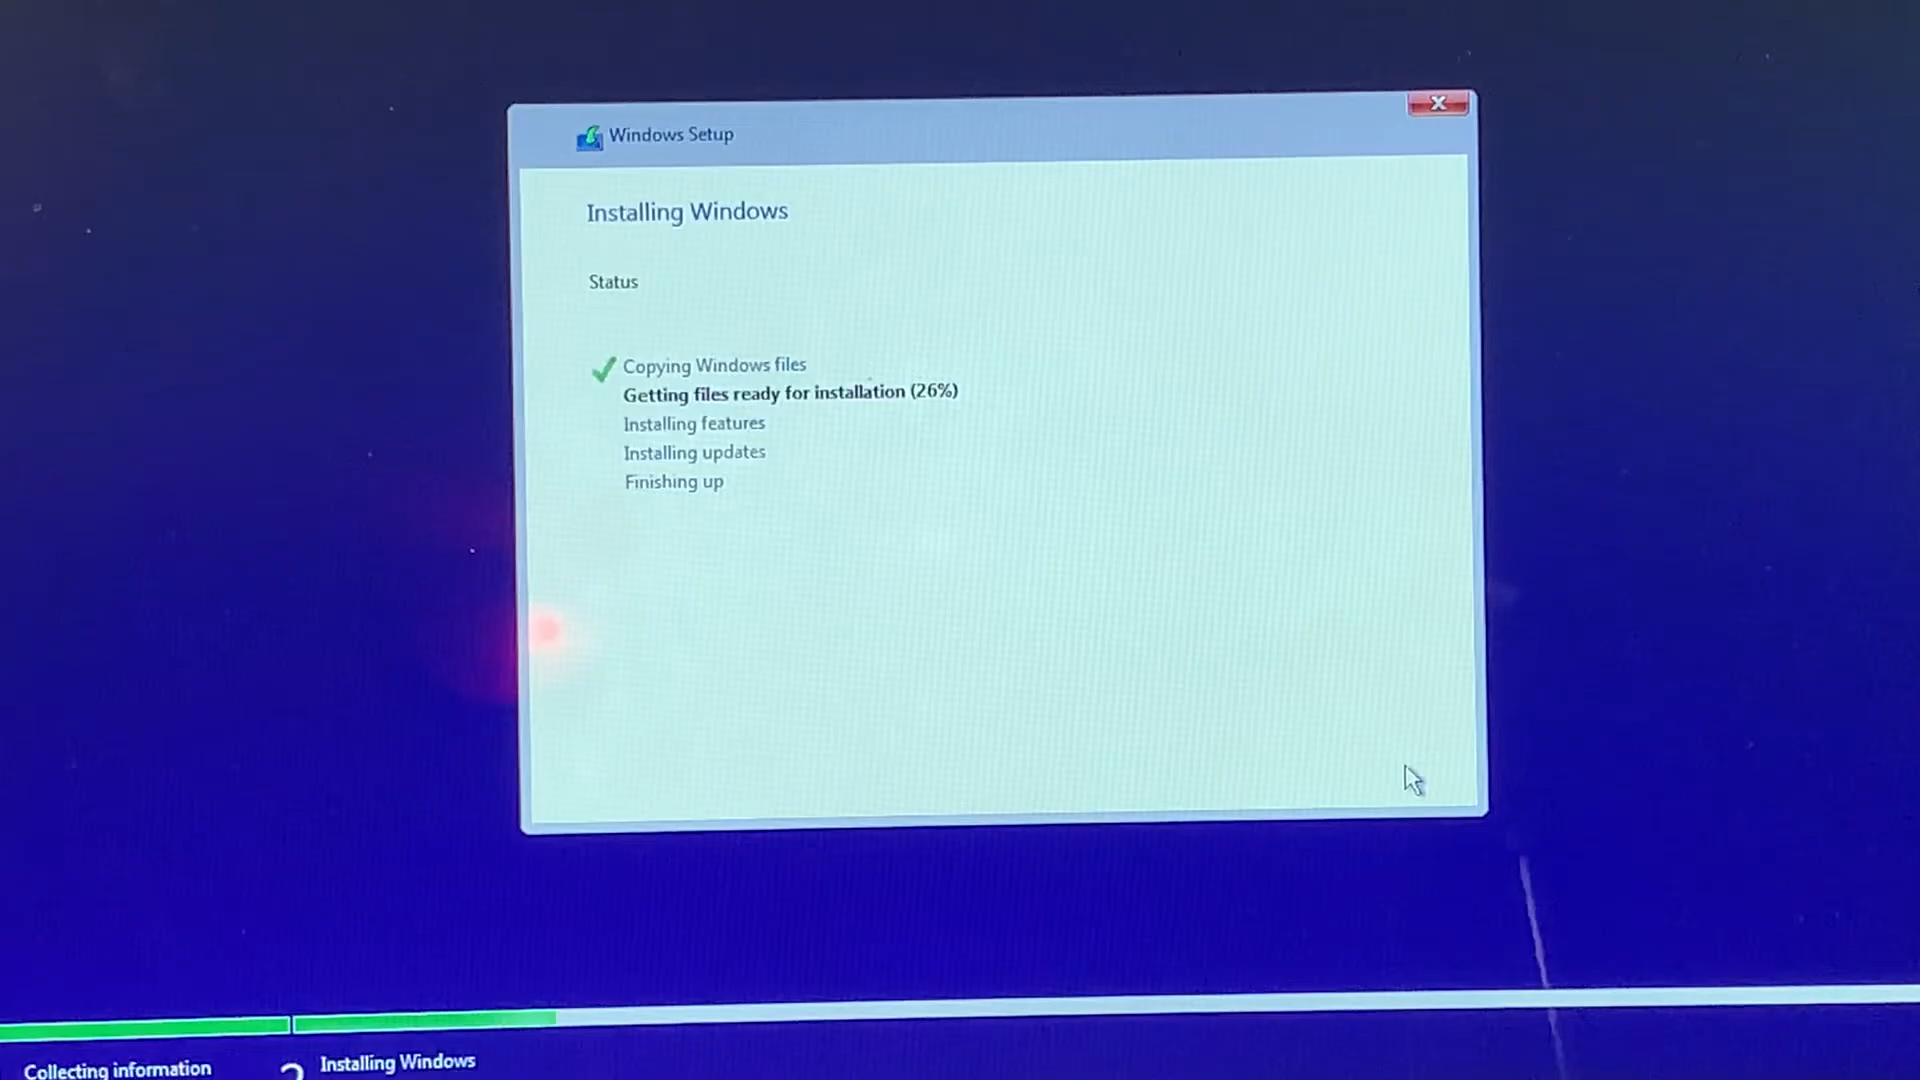 Windows Setup
Installing Windows
Status
Copying Windows files
Getting files ready for installation (26%)
Installing features
Installing updates
Finishing up
Collecting information
2 Installing Windows